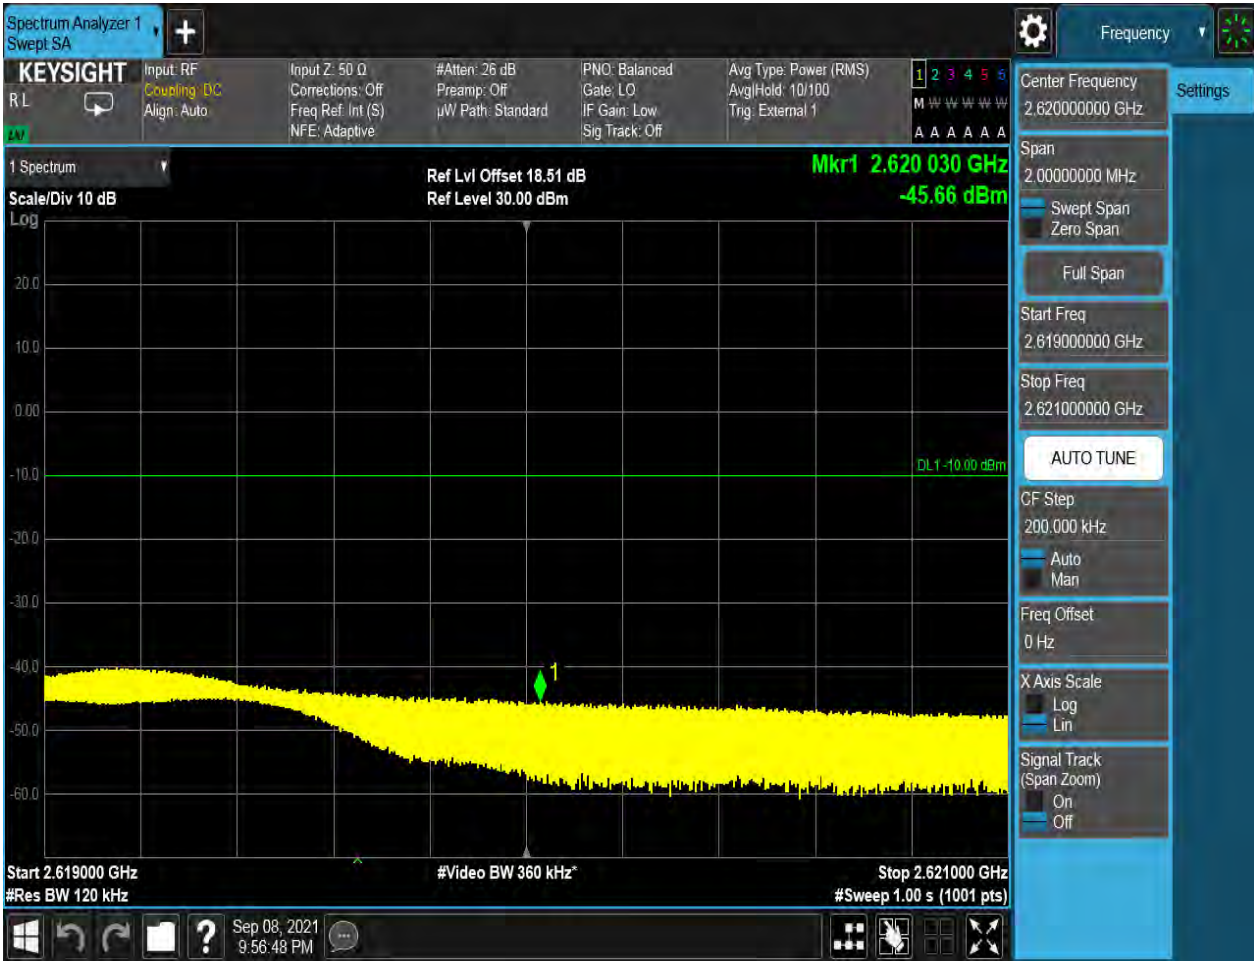 Spectrum Analyzer 1
Swept SA
+
Frequency
KEYSIGHT
R L
Input: RF
Coupling: DC
Align: Auto
Input Z: 50 Ω
Corrections: Off
Freq Ref: Int (S)
NFE: Adaptive
#Atten: 26 dB
Preamp: Off
µW Path: Standard
PNO: Balanced
Gate: LO
IF Gain: Low
Sig Track: Off
Avg Type: Power (RMS)
Avg|Hold: 10/100
Trig: External 1
1 2 3 4 5 6
M W W W W W
A A A A A A
1 Spectrum
Scale/Div 10 dB
Log
Ref Lvl Offset 18.51 dB
Ref Level 30.00 dBm
Mkr1 2.620 030 GHz
-45.66 dBm
20.0
10.0
0.00
-10.0
-20.0
-30.0
-40.0
-50.0
-60.0
DL1 -10.00 dBm
1
Start 2.619000 GHz
#Res BW 120 kHz
#Video BW 360 kHz*
Stop 2.621000 GHz
#Sweep 1.00 s (1001 pts)
Center Frequency
2.620000000 GHz
Span
2.00000000 MHz
Swept Span
Zero Span
Full Span
Start Freq
2.619000000 GHz
Stop Freq
2.621000000 GHz
AUTO TUNE
CF Step
200.000 kHz
Auto
Man
Freq Offset
0 Hz
X Axis Scale
Log
Lin
Signal Track
(Span Zoom)
On
Off
Settings
?
Sep 08, 2021
9:56:48 PM